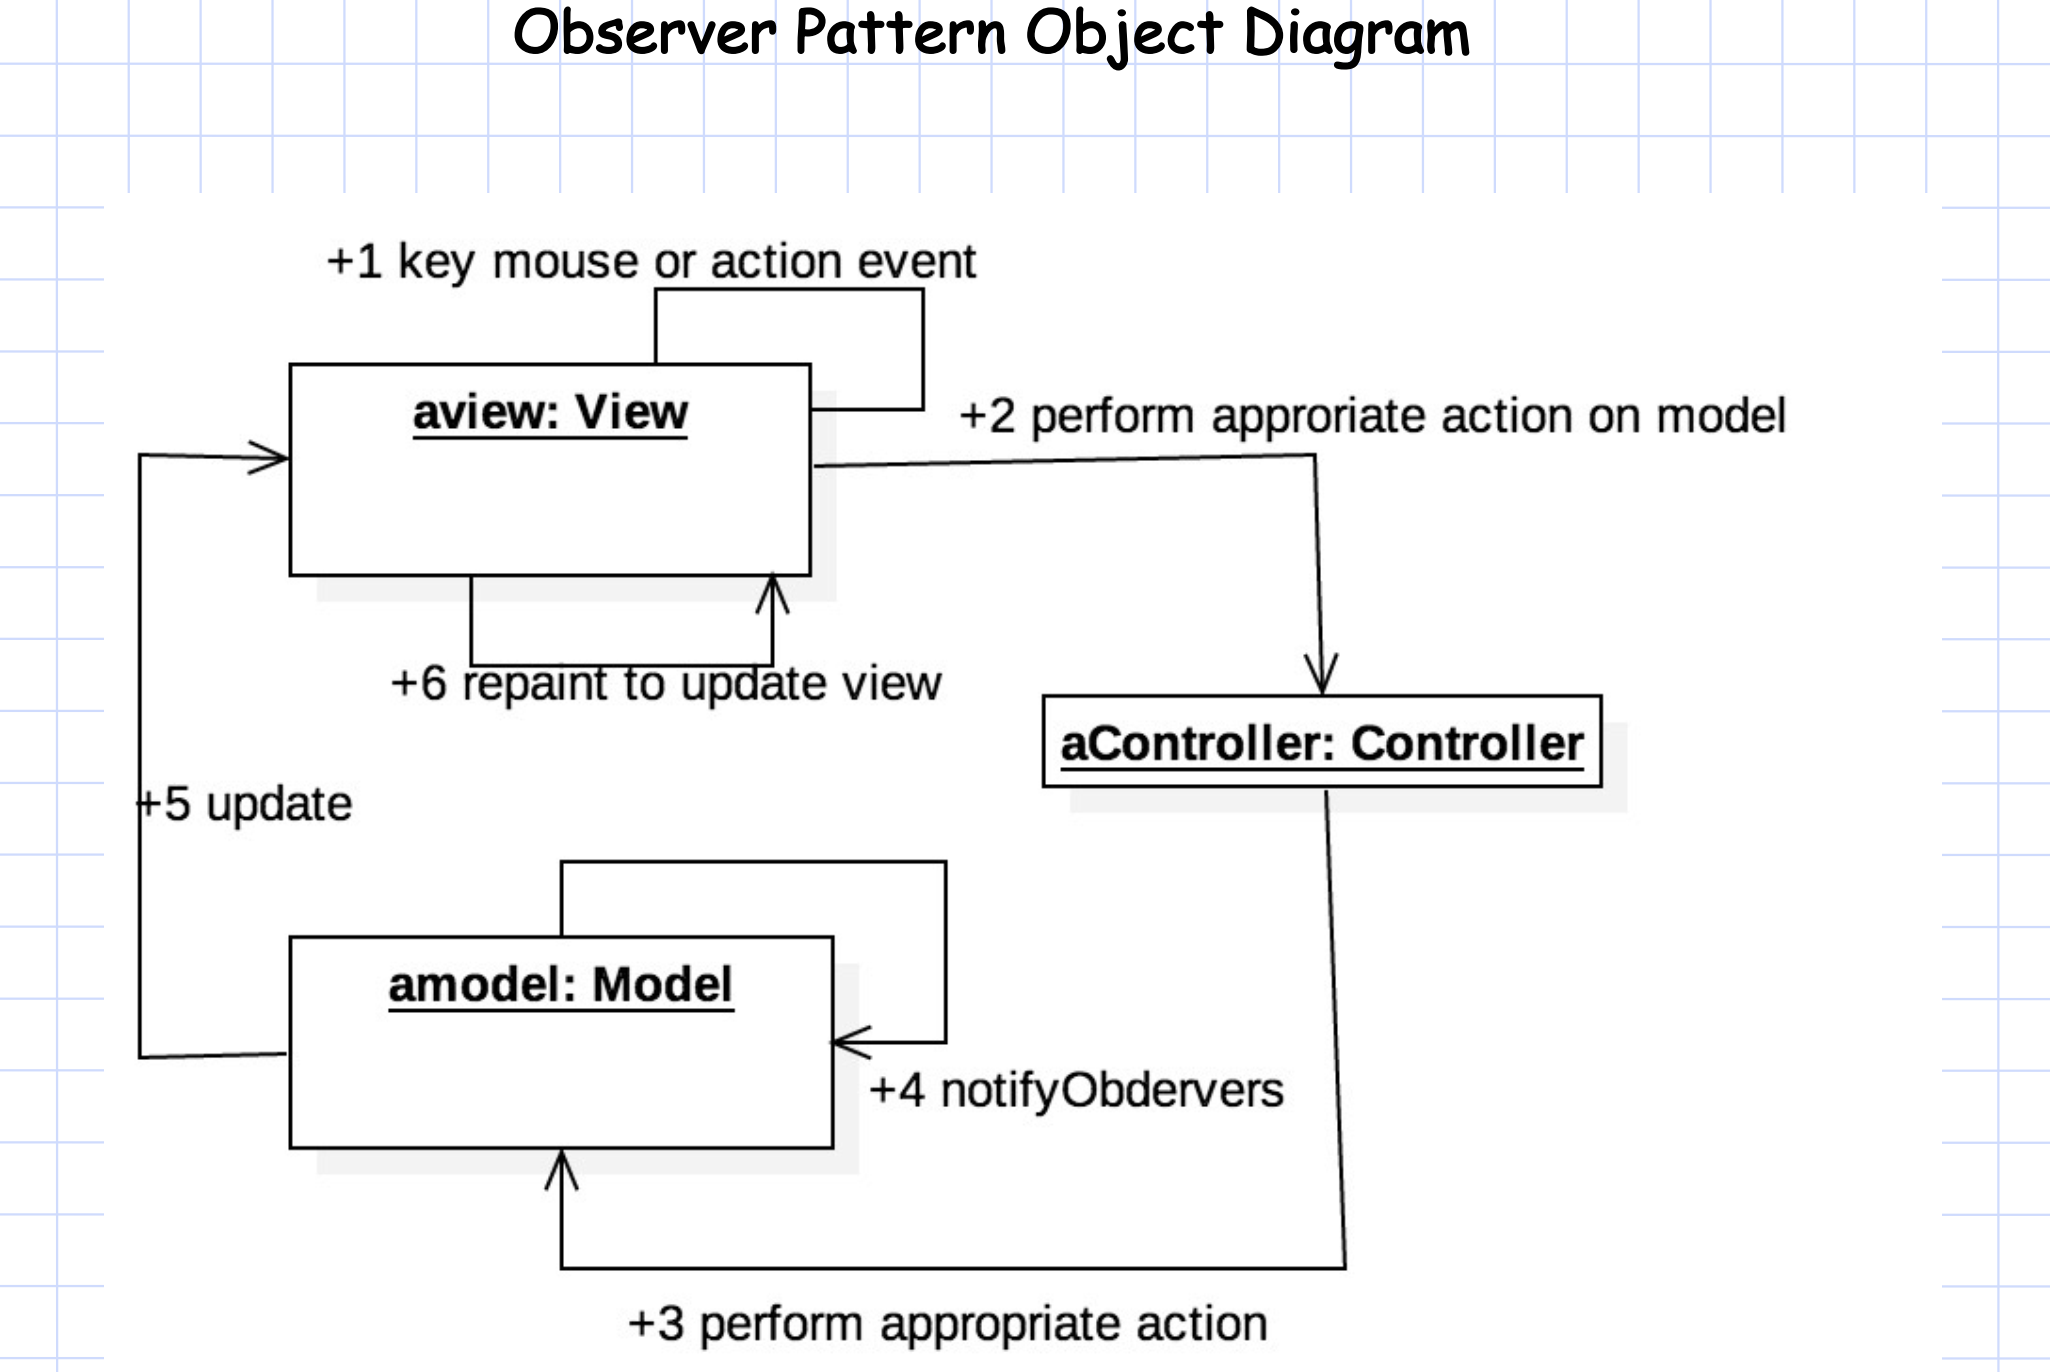 Observer Pattern Object Diagram
+1 key mouse or action event
aview: View
+2 perform approriate action on model
+6 repaint to update view
aController: Controller
+5 update
amodel: Model
+4 notifyObdervers
+3 perform appropriate action